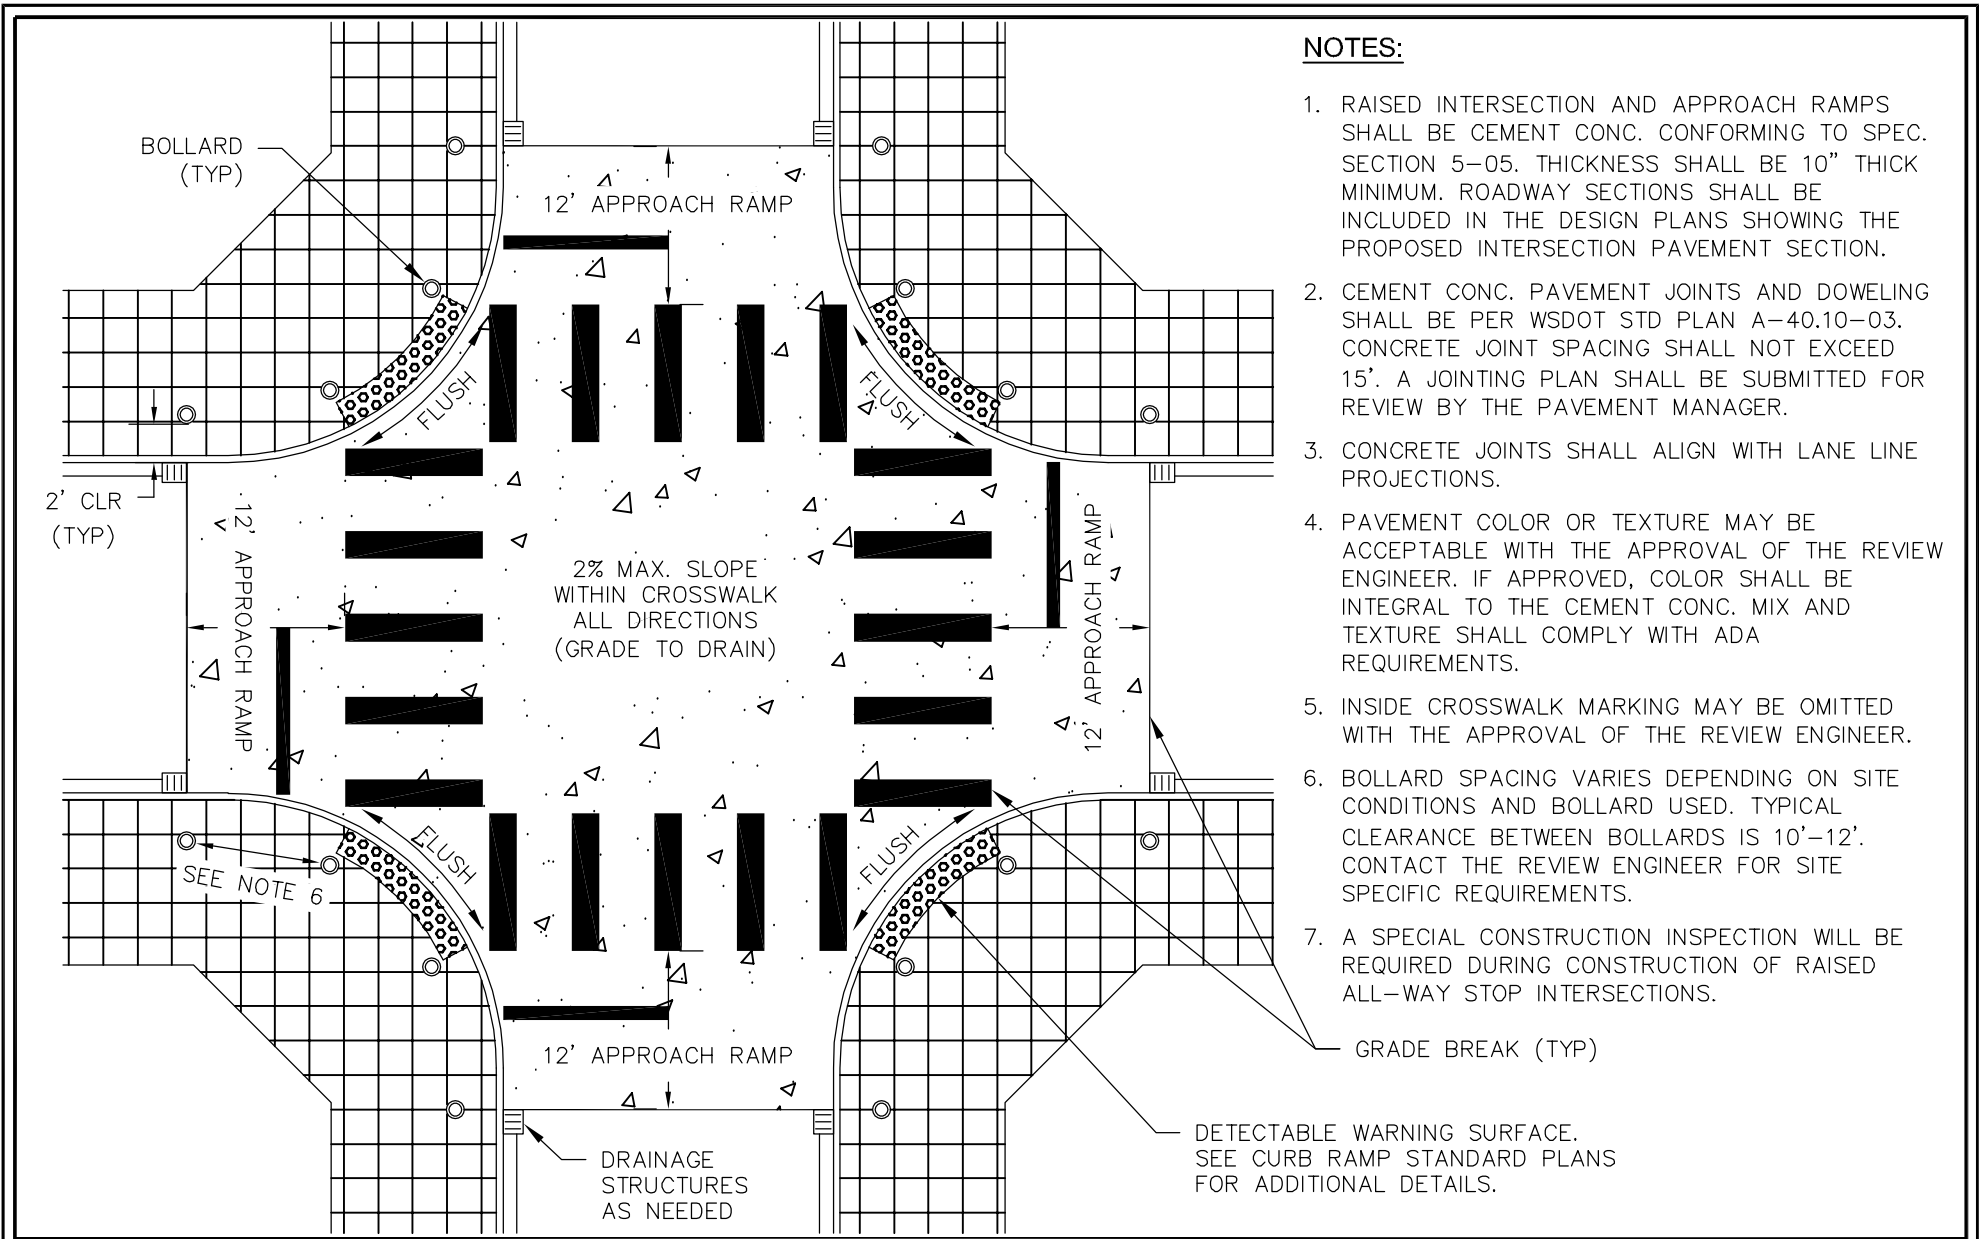 BOLLARD
(TYP)
12' APPROACH RAMP
FLUSH
FLUSH
2' CLR
(TYP)
12' APPROACH RAMP
2% MAX. SLOPE
WITHIN CROSSWALK
ALL DIRECTIONS
(GRADE TO DRAIN)
12' APPROACH RAMP
SEE NOTE 6
FLUSH
FLUSH
12' APPROACH RAMP
DRAINAGE
STRUCTURES
AS NEEDED
NOTES:
1. RAISED INTERSECTION AND APPROACH RAMPS
SHALL BE CEMENT CONC. CONFORMING TO SPEC.
SECTION 5-05. THICKNESS SHALL BE 10" THICK
MINIMUM. ROADWAY SECTIONS SHALL BE
INCLUDED IN THE DESIGN PLANS SHOWING THE
PROPOSED INTERSECTION PAVEMENT SECTION.
2. CEMENT CONC. PAVEMENT JOINTS AND DOWELING
SHALL BE PER WSDOT STD PLAN A-40.10-03.
CONCRETE JOINT SPACING SHALL NOT EXCEED
15'. A JOINTING PLAN SHALL BE SUBMITTED FOR
REVIEW BY THE PAVEMENT MANAGER.
3. CONCRETE JOINTS SHALL ALIGN WITH LANE LINE
PROJECTIONS.
4. PAVEMENT COLOR OR TEXTURE MAY BE
ACCEPTABLE WITH THE APPROVAL OF THE REVIEW
ENGINEER. IF APPROVED, COLOR SHALL BE
INTEGRAL TO THE CEMENT CONC. MIX AND
TEXTURE SHALL COMPLY WITH ADA
REQUIREMENTS.
5. INSIDE CROSSWALK MARKING MAY BE OMITTED
WITH THE APPROVAL OF THE REVIEW ENGINEER.
6. BOLLARD SPACING VARIES DEPENDING ON SITE
CONDITIONS AND BOLLARD USED. TYPICAL
CLEARANCE BETWEEN BOLLARDS IS 10'-12'.
CONTACT THE REVIEW ENGINEER FOR SITE
SPECIFIC REQUIREMENTS.
7. A SPECIAL CONSTRUCTION INSPECTION WILL BE
REQUIRED DURING CONSTRUCTION OF RAISED
ALL-WAY STOP INTERSECTIONS.
GRADE BREAK (TYP)
DETECTABLE WARNING SURFACE.
SEE CURB RAMP STANDARD PLANS
FOR ADDITIONAL DETAILS.